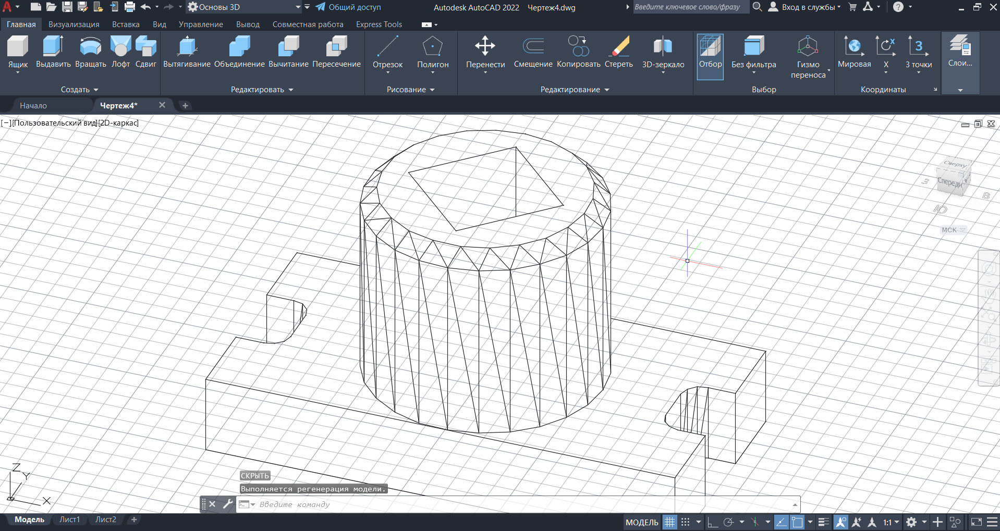 Основы 3D
Общий доступ
Autodesk AutoCAD 2022 Чертеж4.dwg
Введите ключевое слово/фразу
Вход в службы
?
Главная Визуализация Вставка Вид Управление Вывод Совместная работа Express Tools
Ящик Выдавить Вращать Лофт Сдвиг
Создать
Вытягивание Объединение Вычитание Пересечение
Редактировать
Отрезок Полигон
Рисование
Перенести Смещение Копировать Стереть 3D-зеркало
Редактирование
Отбор Без фильтра Гизмо
переноса
Выбор
Мировая X 3 точки
Координаты
Слои...
Начало Чертеж4*
[−][Пользовательский вид][2D-каркас]
Сверху
Спереди
З
В
Ю
МСК
Z
Y
X
СКРЫТЬ
Выполняется регенерация модели.
Введите команду
Модель Лист1 Лист2 +
МОДЕЛЬ 1:1